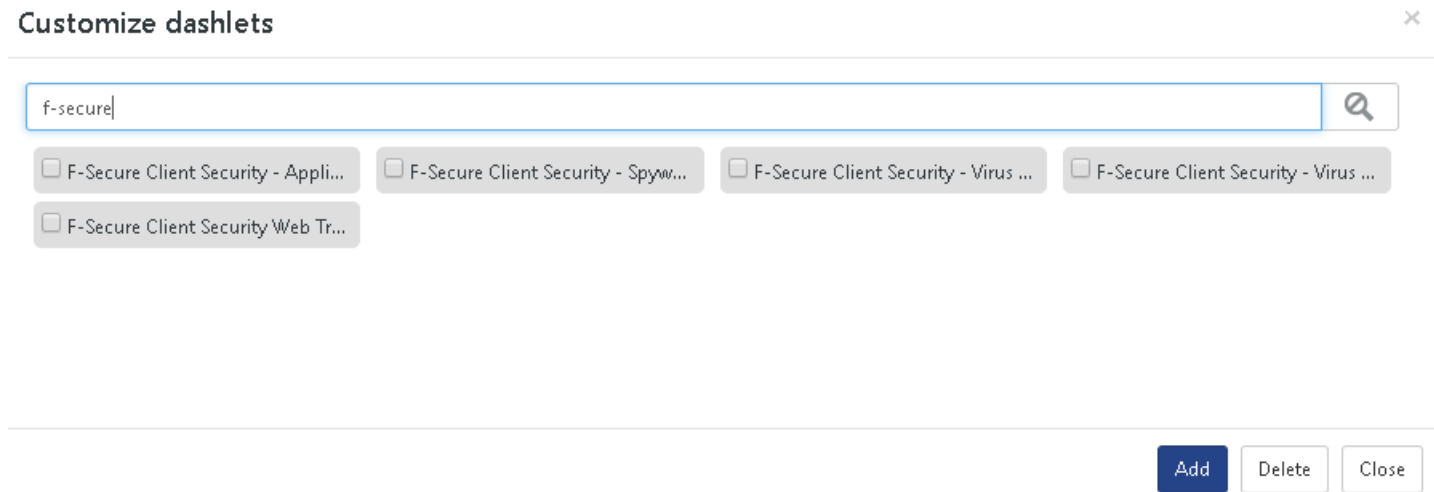 Customize dashlets ×
f-secure
F-Secure Client Security - Appli... F-Secure Client Security - Spyw... F-Secure Client Security - Virus ... F-Secure Client Security - Virus ...
F-Secure Client Security Web Tr...
Add Delete Close